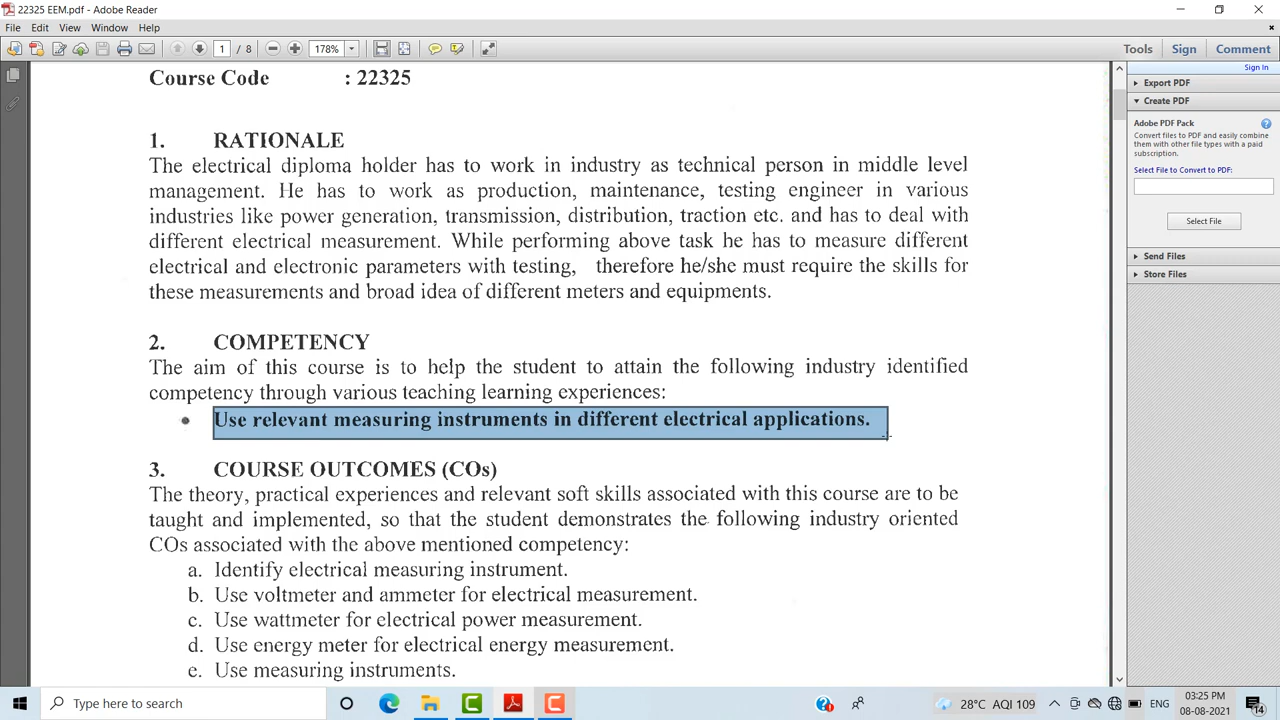 22325 EEM.pdf - Adobe Reader
File Edit View Window Help
1 / 8 178% Tools Sign Comment
Sign In
Course Code : 22325
1. RATIONALE
The electrical diploma holder has to work in industry as technical person in middle level
management. He has to work as production, maintenance, testing engineer in various
industries like power generation, transmission, distribution, traction etc. and has to deal with
different electrical measurement. While performing above task he has to measure different
electrical and electronic parameters with testing, therefore he/she must require the skills for
these measurements and broad idea of different meters and equipments.
2. COMPETENCY
The aim of this course is to help the student to attain the following industry identified
competency through various teaching learning experiences:
• Use relevant measuring instruments in different electrical applications.
3. COURSE OUTCOMES (COs)
The theory, practical experiences and relevant soft skills associated with this course are to be
taught and implemented, so that the student demonstrates the following industry oriented
COs associated with the above mentioned competency:
a. Identify electrical measuring instrument.
b. Use voltmeter and ammeter for electrical measurement.
c. Use wattmeter for electrical power measurement.
d. Use energy meter for electrical energy measurement.
e. Use measuring instruments.
Export PDF
Create PDF
Adobe PDF Pack
Convert files to PDF and easily combine
them with other file types with a paid
subscription.
Select File to Convert to PDF:
Select File
Send Files
Store Files
Type here to search
28°C AQI 109
ENG
03:25 PM
08-08-2021
14